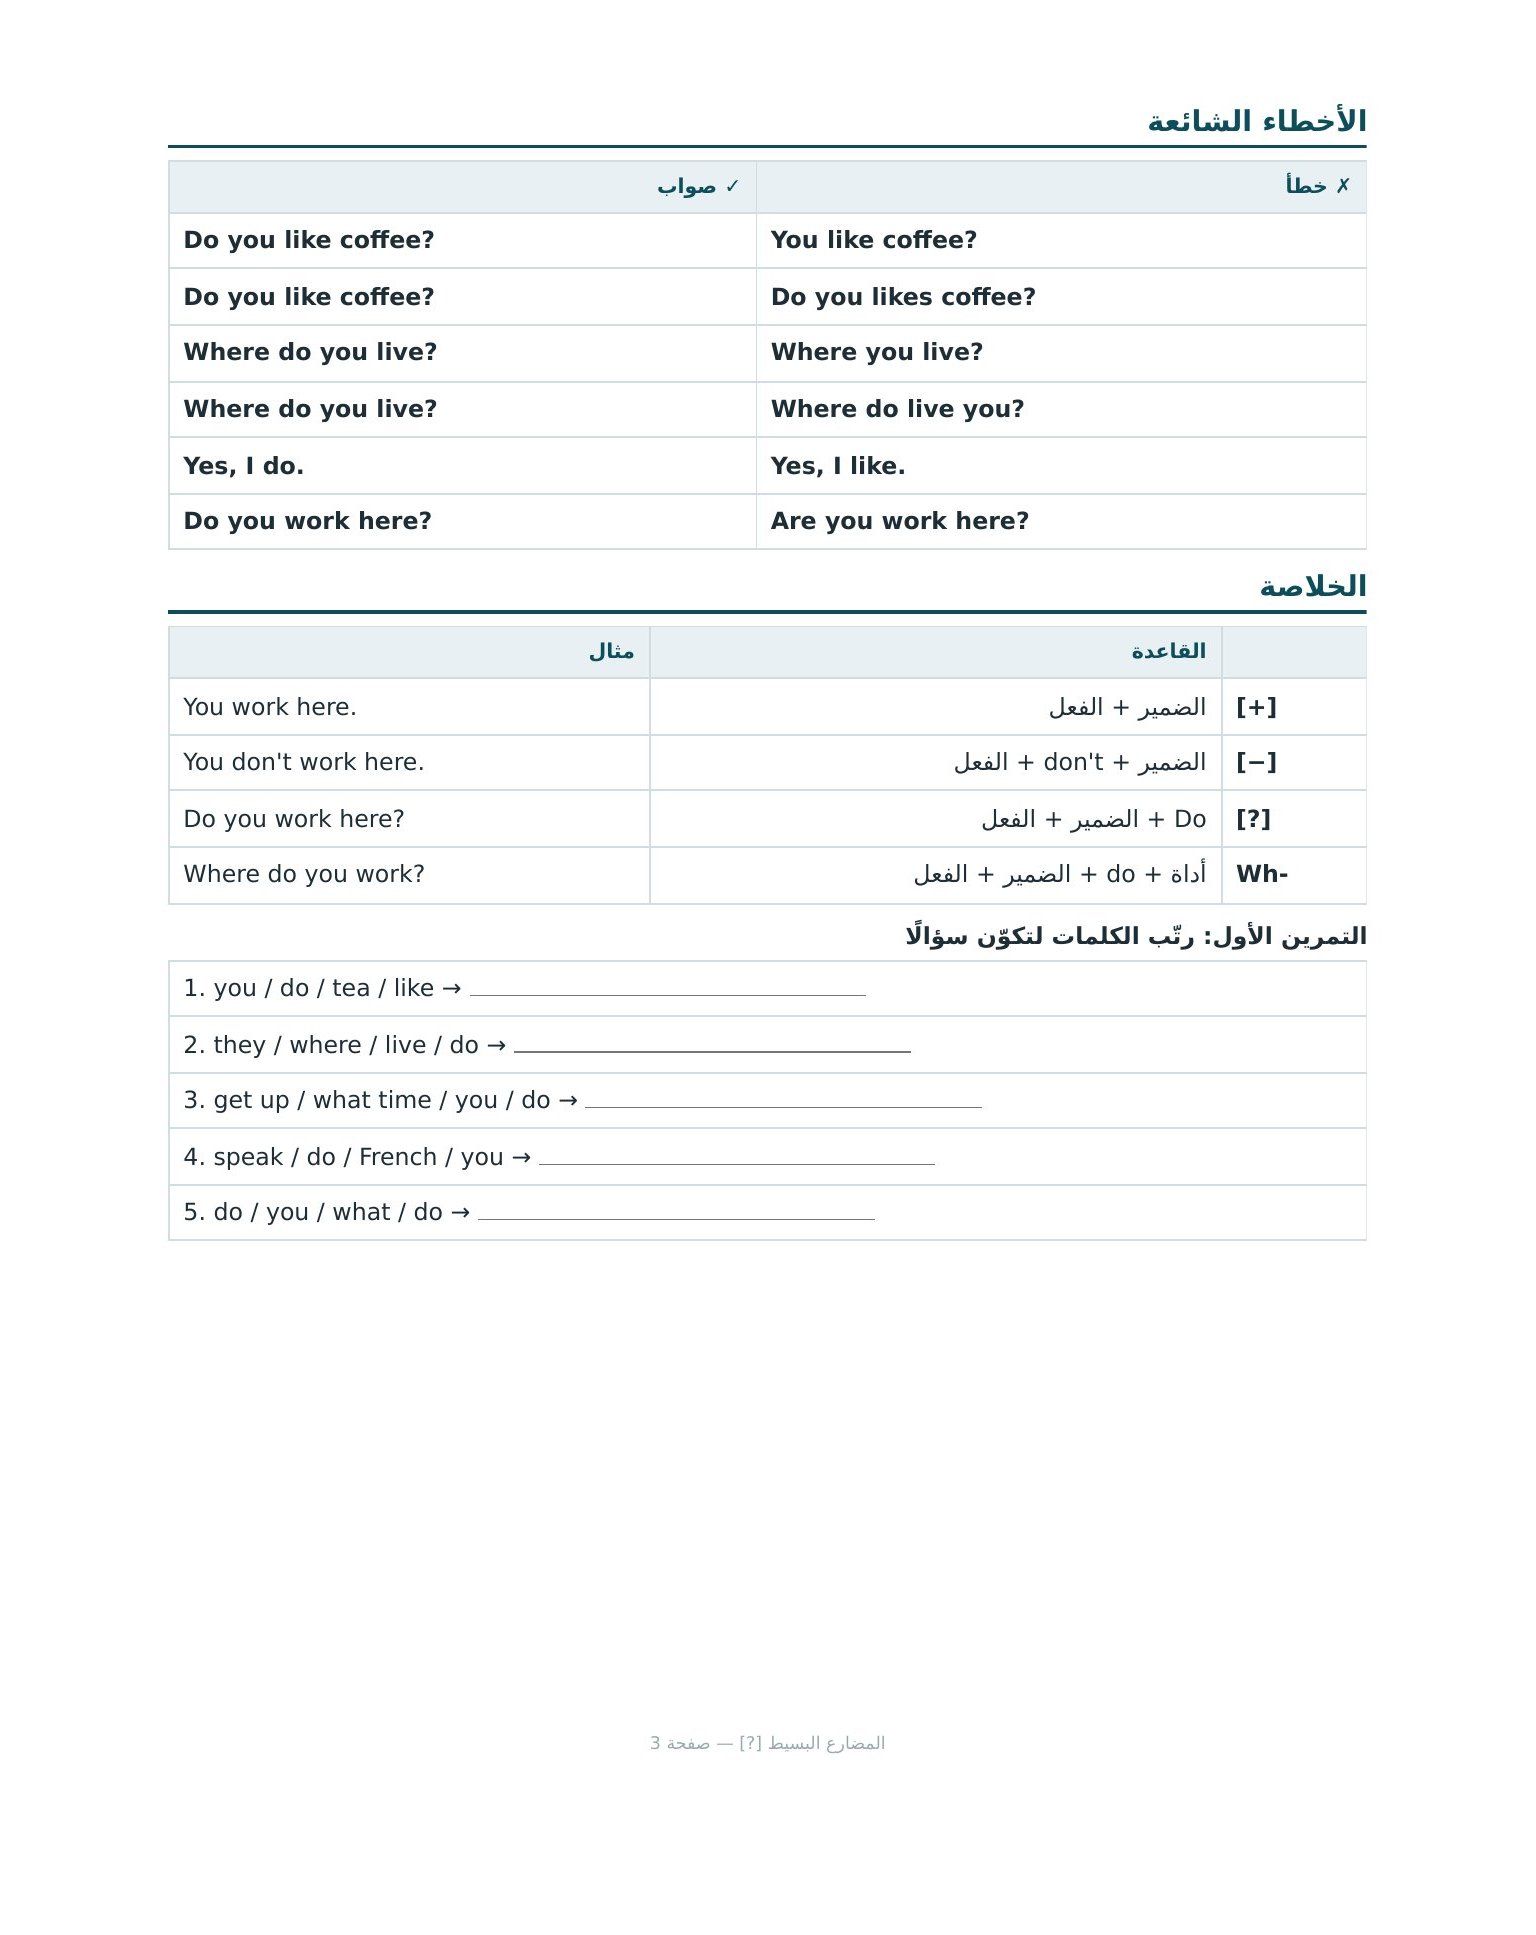 الأخطاء الشائعة
✗ خطأ	✓ صواب
You like coffee?	Do you like coffee?
Do you likes coffee?	Do you like coffee?
Where you live?	Where do you live?
Where do live you?	Where do you live?
Yes, I like.	Yes, I do.
Are you work here?	Do you work here?
الخلاصة
القاعدة	مثال
[+]	الضمير + الفعل	You work here.
[−]	الضمير + don't + الفعل	You don't work here.
[?]	Do + الضمير + الفعل	Do you work here?
Wh-	أداة + do + الضمير + الفعل	Where do you work?
التمرين الأول: رتّب الكلمات لتكوّن سؤالًا
1. you / do / tea / like →
2. they / where / live / do →
3. get up / what time / you / do →
4. speak / do / French / you →
5. do / you / what / do →
المضارع البسيط [?] — صفحة 3